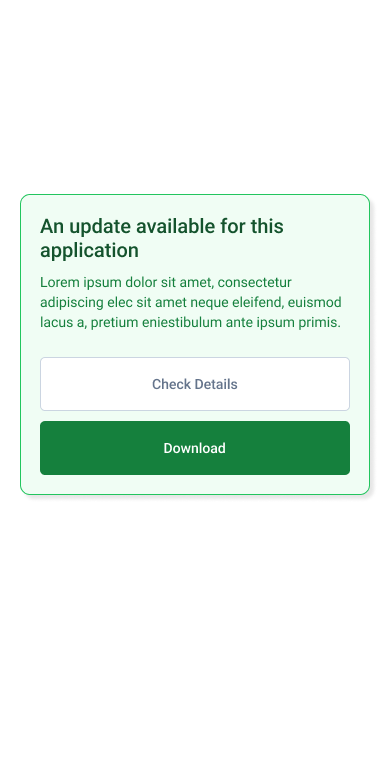 An update available for this
application
Lorem ipsum dolor sit amet, consectetur
adipiscing elec sit amet neque eleifend, euismod
lacus a, pretium eniestibulum ante ipsum primis.
Check Details
Download